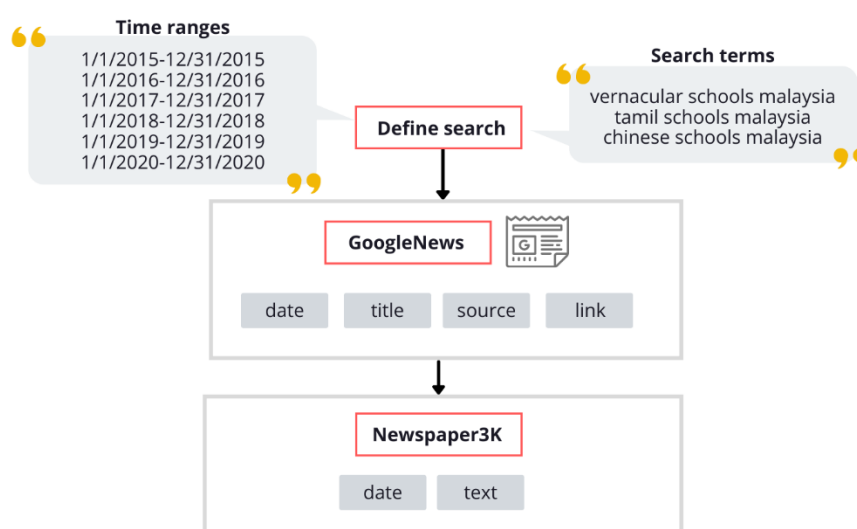 Time ranges
1/1/2015-12/31/2015
1/1/2016-12/31/2016
1/1/2017-12/31/2017
1/1/2018-12/31/2018
1/1/2019-12/31/2019
1/1/2020-12/31/2020
Search terms
vernacular schools malaysia
tamil schools malaysia
chinese schools malaysia
Define search
GoogleNews
G
date
title
source
link
Newspaper3K
date
text